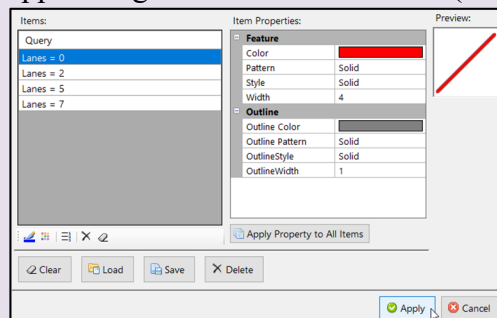 Items:
Query
Lanes = 0
Lanes = 2
Lanes = 5
Lanes = 7
Item Properties:
Feature
Color
Pattern Solid
Style Solid
Width 4
Outline
Outline Color
Outline Pattern Solid
OutlineStyle Solid
OutlineWidth 1
Preview:
Apply Property to All Items
Clear Load Save Delete
Apply Cancel